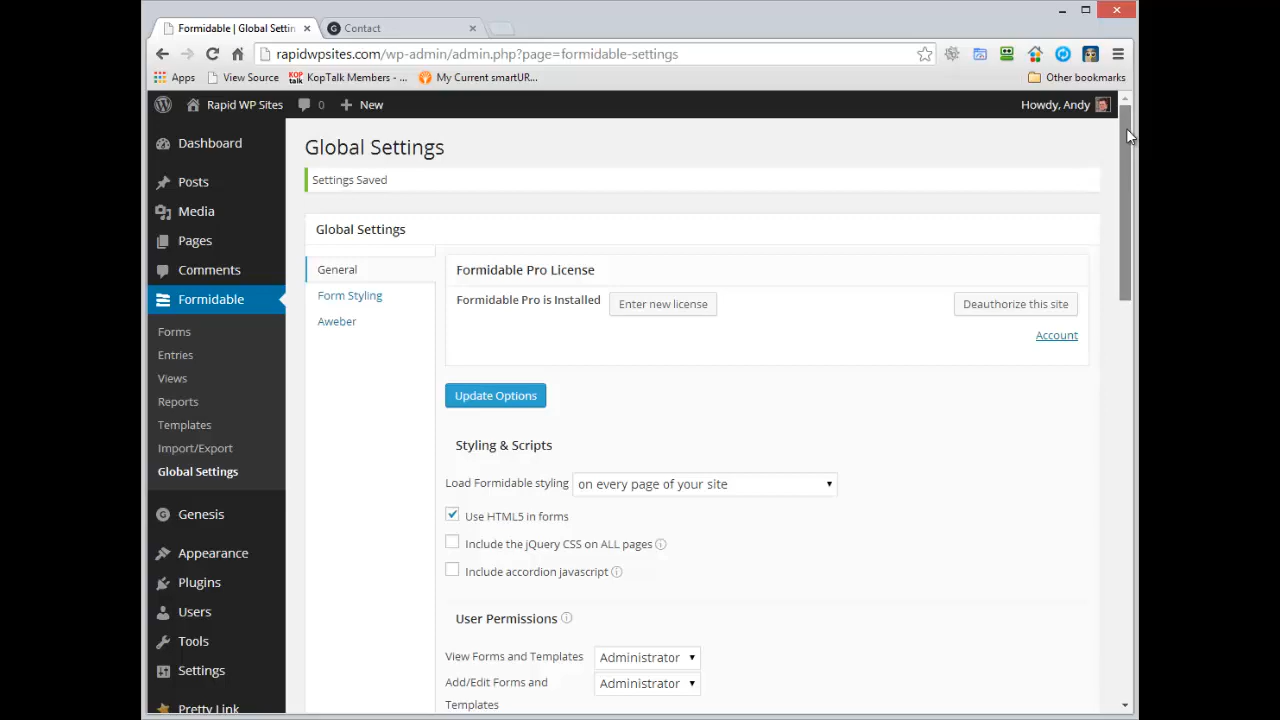 Formidable | Global Settin
Contact
rapidwpsites.com/wp-admin/admin.php?page=formidable-settings
Apps
View Source
KOP talk
KopTalk Members - ...
My Current smartUR...
Other bookmarks
Rapid WP Sites
0
New
Howdy, Andy
Dashboard
Posts
Media
Pages
Comments
Formidable
Forms
Entries
Views
Reports
Templates
Import/Export
Global Settings
Genesis
Appearance
Plugins
Users
Tools
Settings
Pretty Link
Global Settings
Settings Saved
Global Settings
General
Form Styling
Aweber
Formidable Pro License
Formidable Pro is Installed
Enter new license
Deauthorize this site
Account
Update Options
Styling & Scripts
Load Formidable styling
on every page of your site
Use HTML5 in forms
Include the jQuery CSS on ALL pages
Include accordion javascript
User Permissions
View Forms and Templates
Administrator
Add/Edit Forms and
Templates
Administrator